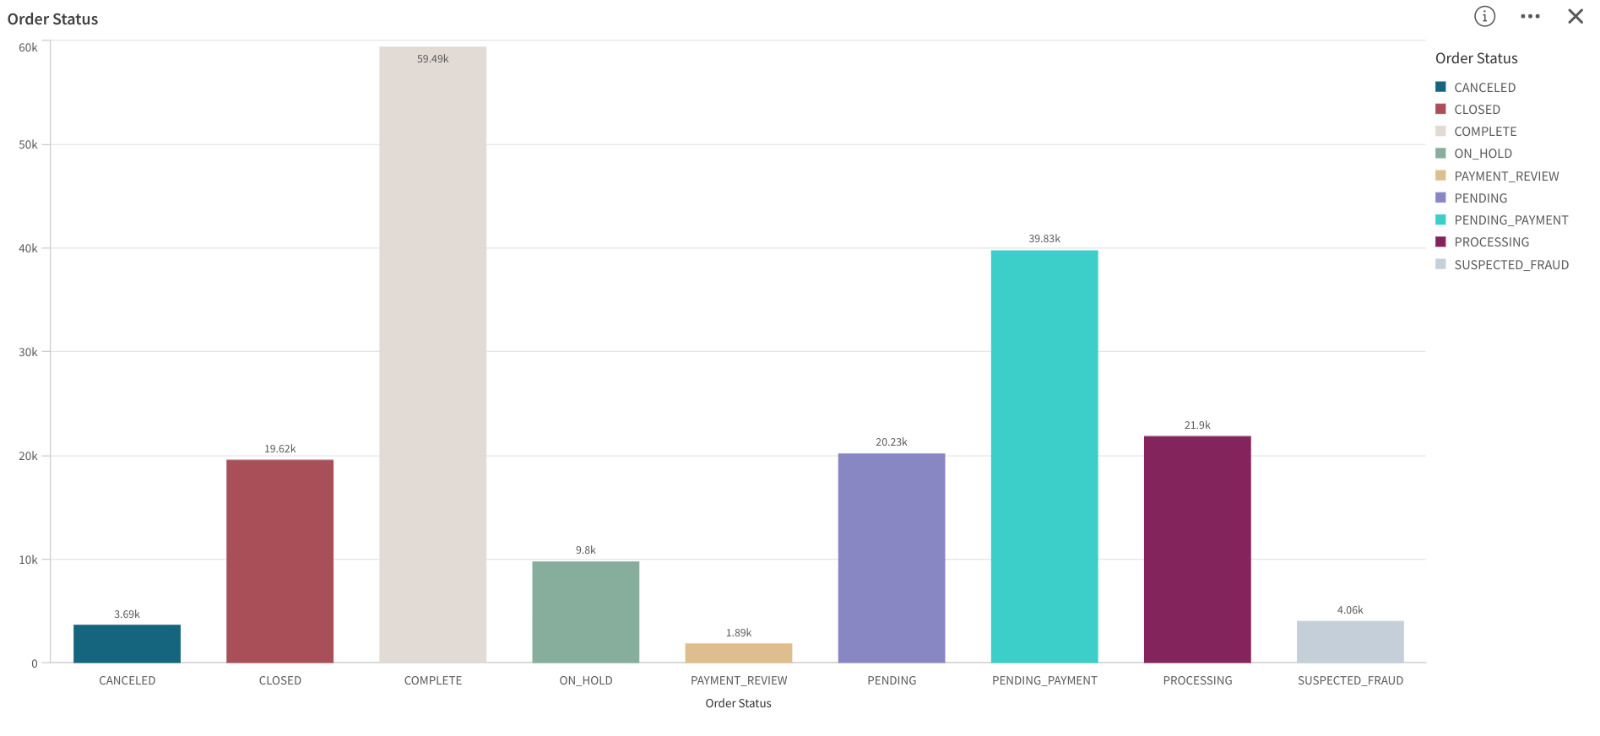 Order Status
60k
50k
40k
30k
20k
10k
0
3.69k
19.62k
59.49k
9.8k
1.89k
20.23k
39.83k
21.9k
4.06k
CANCELED
CLOSED
COMPLETE
ON_HOLD
PAYMENT_REVIEW
PENDING
PENDING_PAYMENT
PROCESSING
SUSPECTED_FRAUD
Order Status
Order Status
CANCELED
CLOSED
COMPLETE
ON_HOLD
PAYMENT_REVIEW
PENDING
PENDING_PAYMENT
PROCESSING
SUSPECTED_FRAUD